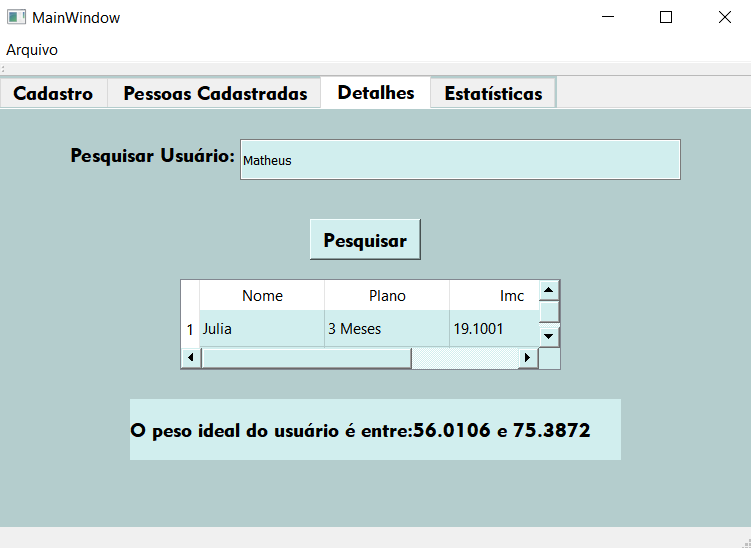 MainWindow
Arquivo
Cadastro Pessoas Cadastradas Detalhes Estatísticas
Pesquisar Usuário: Matheus
Pesquisar
Nome Plano Imc
1 Julia 3 Meses 19.1001
O peso ideal do usuário é entre:56.0106 e 75.3872